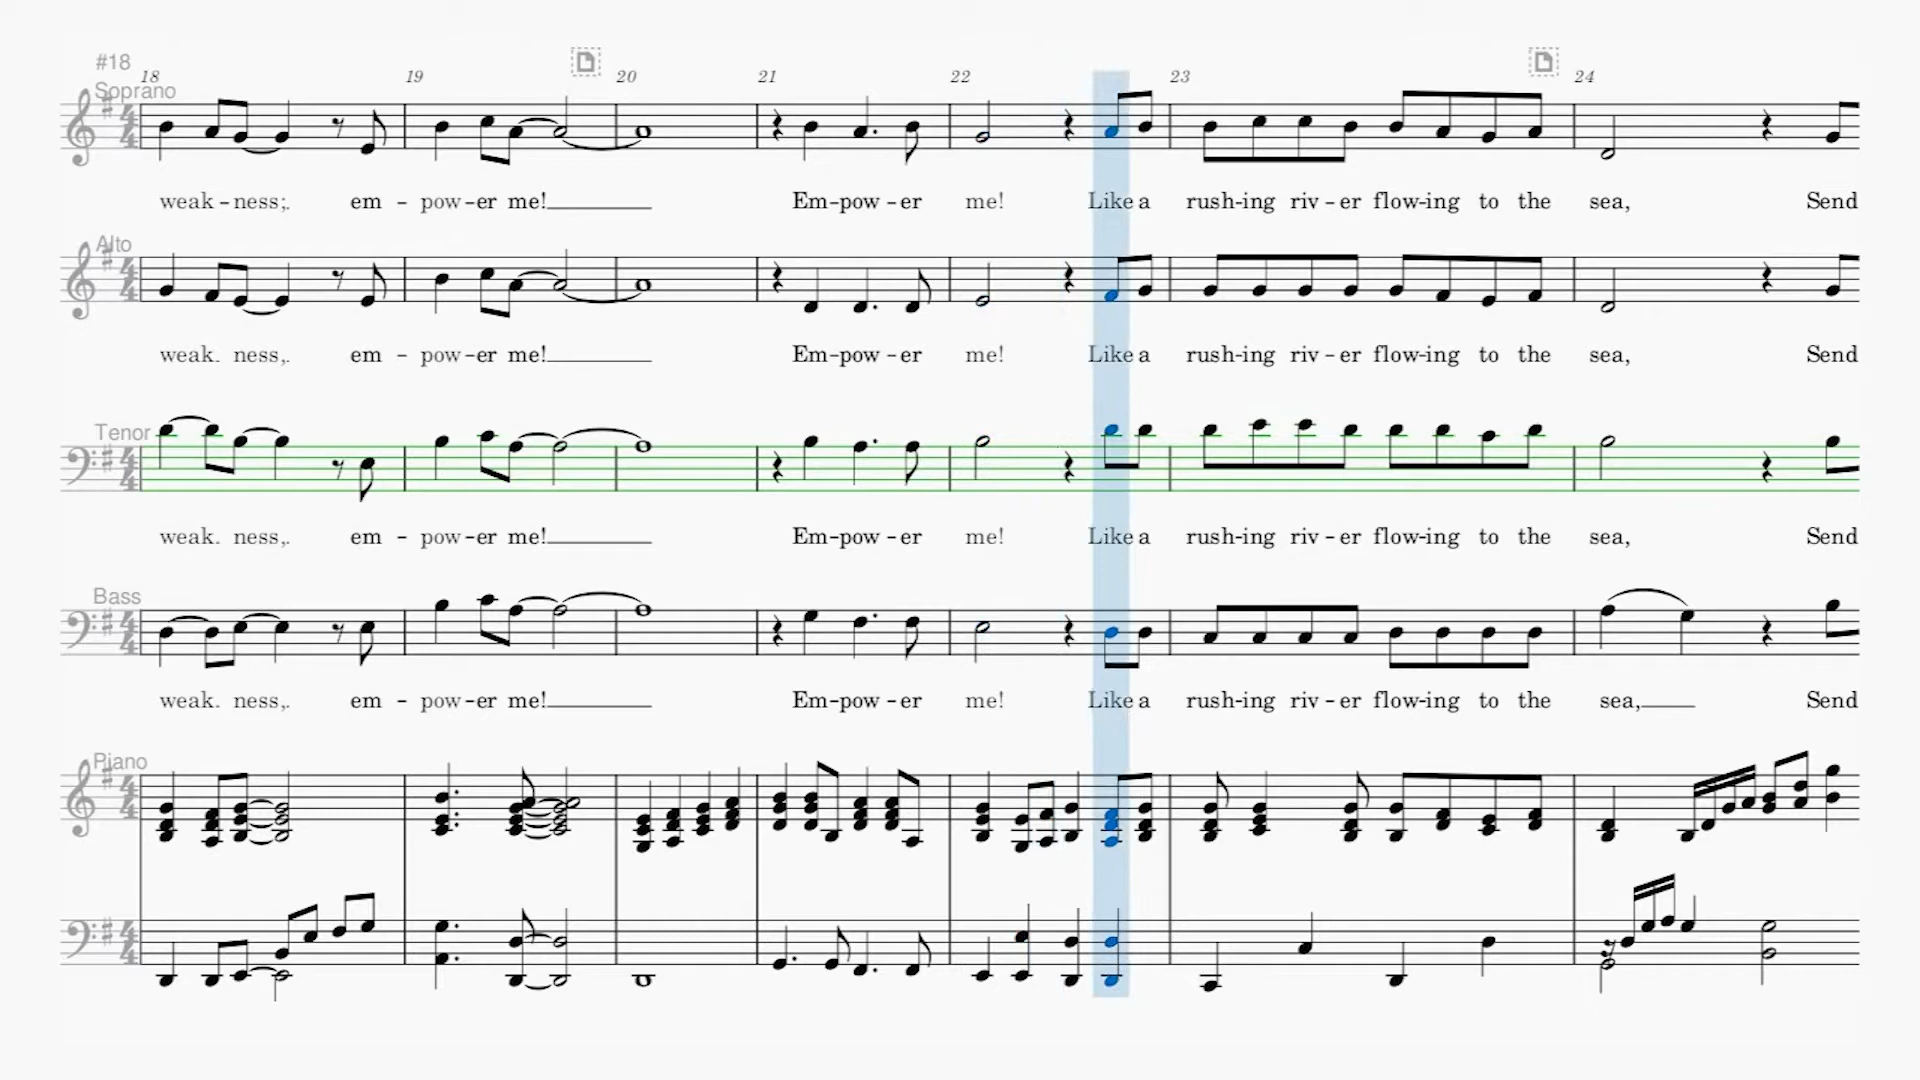 #18
18 19 20 21 22 23 24
Soprano
weak - ness;. em - pow - er me! Em - pow - er me! Like a rush - ing riv - er flow - ing to the sea, Send
Alto
weak. ness,. em - pow - er me! Em - pow - er me! Like a rush - ing riv - er flow - ing to the sea, Send
Tenor
weak. ness,. em - pow - er me! Em - pow - er me! Like a rush - ing riv - er flow - ing to the sea, Send
Bass
weak. ness,. em - pow - er me! Em - pow - er me! Like a rush - ing riv - er flow - ing to the sea, Send
Piano